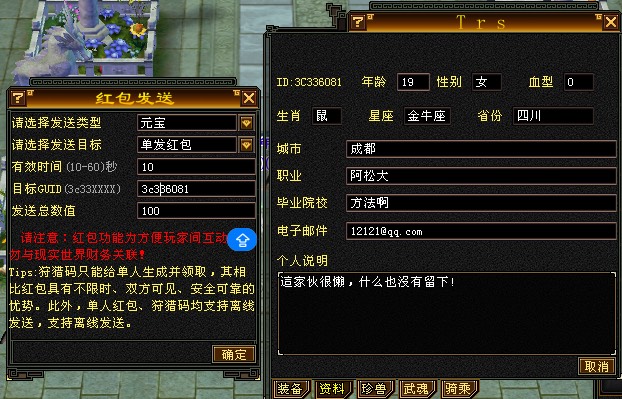 ?
红包发送
请选择发送类型
元宝
请选择发送目标
单发红包
有效时间(10-60)秒
10
目标GUID(3c33XXXX)
3c336081
发送总数值
100
请注意：红包功能为方便玩家间互动
勿与现实世界财务关联！
Tips:狩猎码只能给单人生成并领取，其相
比红包具有不限时、双方可见、安全可靠的
优势。此外，单人红包、狩猎码均支持离线
发送，支持离线发送。
确定
?
Trs
ID:3C336081 年龄 19 性别 女 血型 O
生肖 鼠 星座 金牛座 省份 四川
城市 成都
职业 阿松大
毕业院校 方法啊
电子邮件 12121@qq.com
个人说明
這家伙很懶，什么也沒有留下!
取消
装备 资料 珍兽 武魂 骑乘